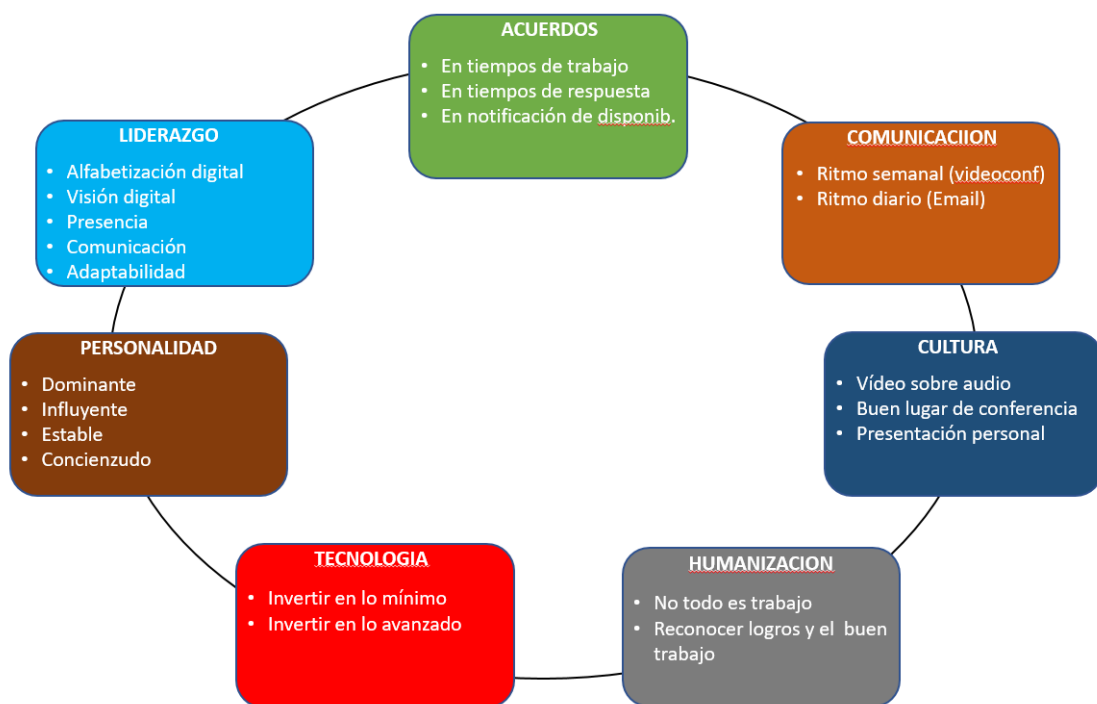 ACUERDOS
• En tiempos de trabajo
• En tiempos de respuesta
• En notificación de disponib.
COMUNICACIION
• Ritmo semanal (videoconf)
• Ritmo diario (Email)
CULTURA
• Vídeo sobre audio
• Buen lugar de conferencia
• Presentación personal
HUMANIZACION
• No todo es trabajo
• Reconocer logros y el buen
trabajo
TECNOLOGIA
• Invertir en lo mínimo
• Invertir en lo avanzado
PERSONALIDAD
• Dominante
• Influyente
• Estable
• Concienzudo
LIDERAZGO
• Alfabetización digital
• Visión digital
• Presencia
• Comunicación
• Adaptabilidad